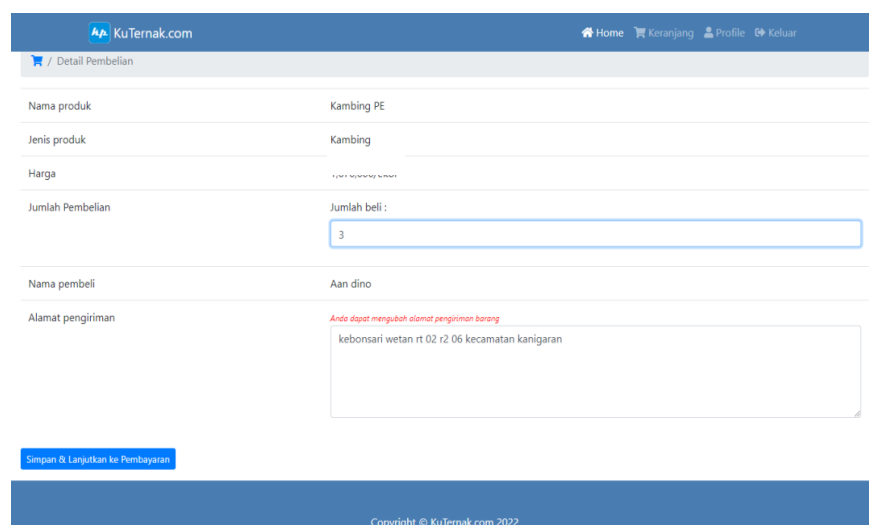 KuTernak.com
Home Keranjang Profile Keluar
/ Detail Pembelian
Nama produk Kambing PE
Jenis produk Kambing
Harga
Jumlah Pembelian Jumlah beli :
3
Nama pembeli Aan dino
Alamat pengiriman Anda dapat mengubah alamat pengiriman barang
kebonsari wetan rt 02 r2 06 kecamatan kanigaran
Simpan & Lanjutkan ke Pembayaran
Copyright © KuTernak.com 2022